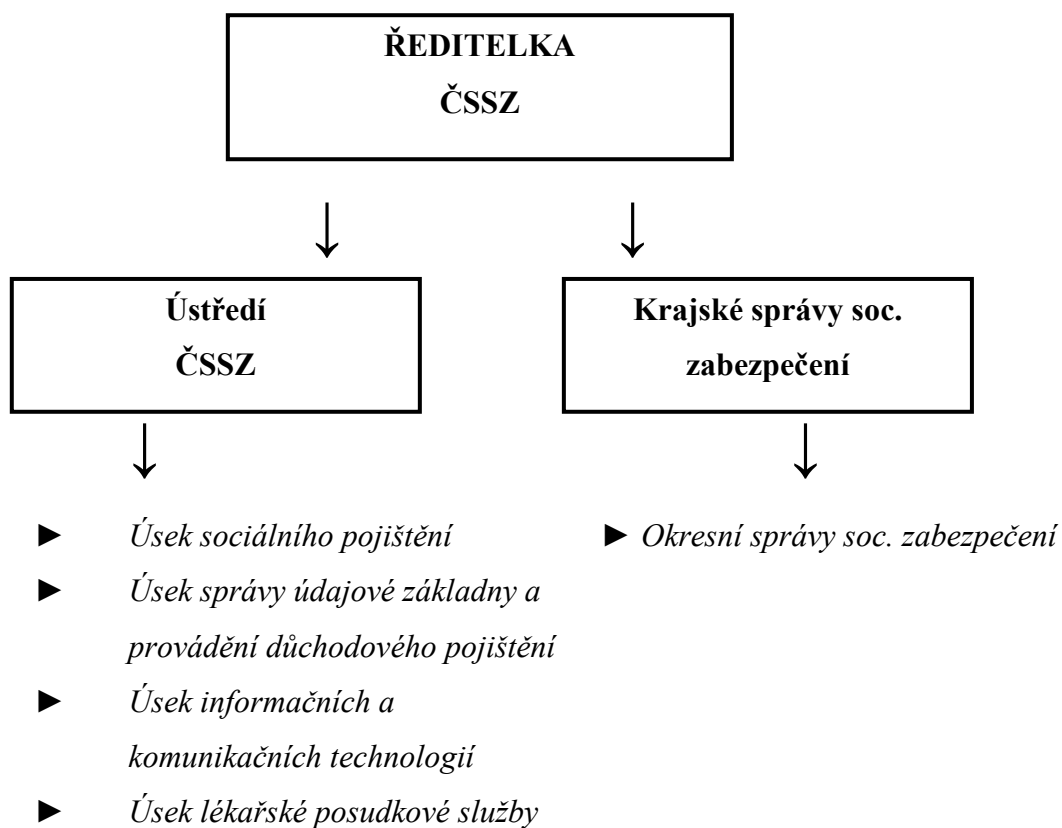 ŘEDITELKA
ČSSZ
Ústředí
ČSSZ
Krajské správy soc.
zabezpečení
► Úsek sociálního pojištění
► Úsek správy údajové základny a
provádění důchodového pojištění
► Úsek informačních a
komunikačních technologií
► Úsek lékařské posudkové služby
► Okresní správy soc. zabezpečení